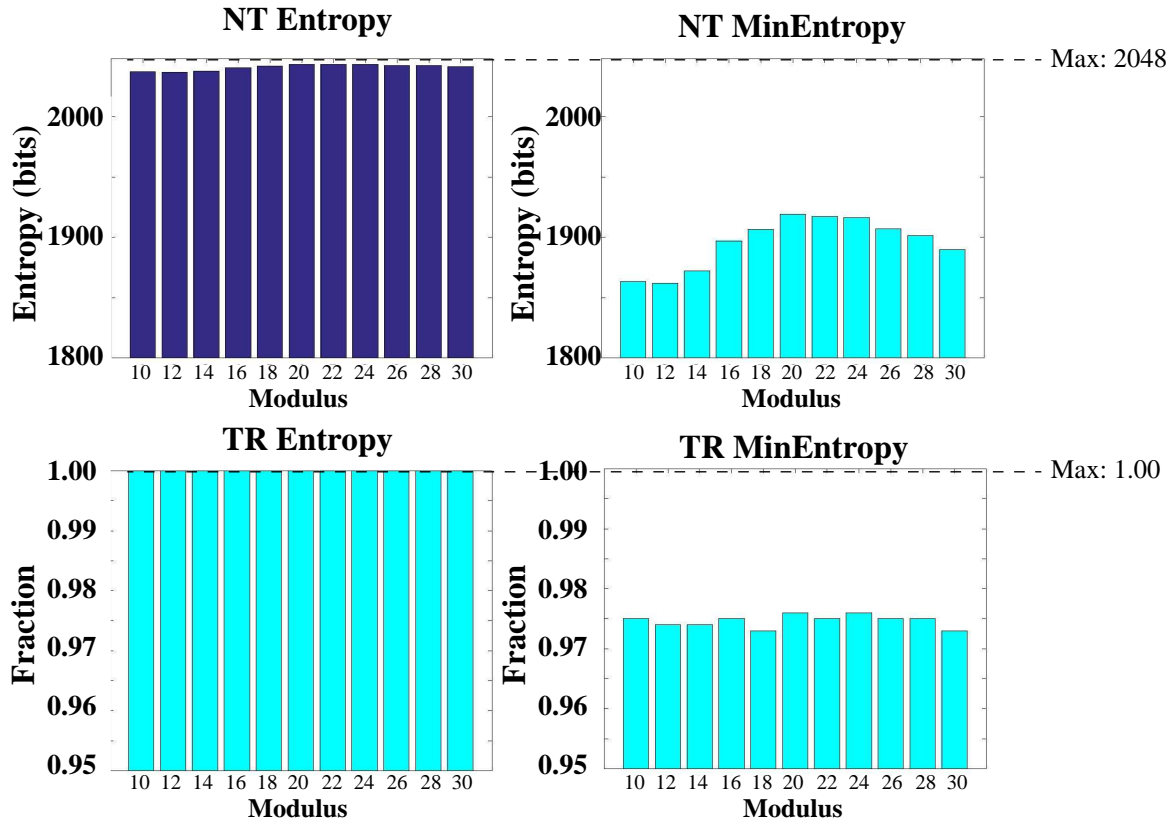 NT Entropy
NT MinEntropy
Max: 2048
Entropy (bits)
2000
1900
1800
10 12 14 16 18 20 22 24 26 28 30
Modulus
Entropy (bits)
2000
1900
1800
10 12 14 16 18 20 22 24 26 28 30
Modulus
TR Entropy
TR MinEntropy
Max: 1.00
Fraction
1.00
0.99
0.98
0.97
0.96
0.95
10 12 14 16 18 20 22 24 26 28 30
Modulus
Fraction
1.00
0.99
0.98
0.97
0.96
0.95
10 12 14 16 18 20 22 24 26 28 30
Modulus